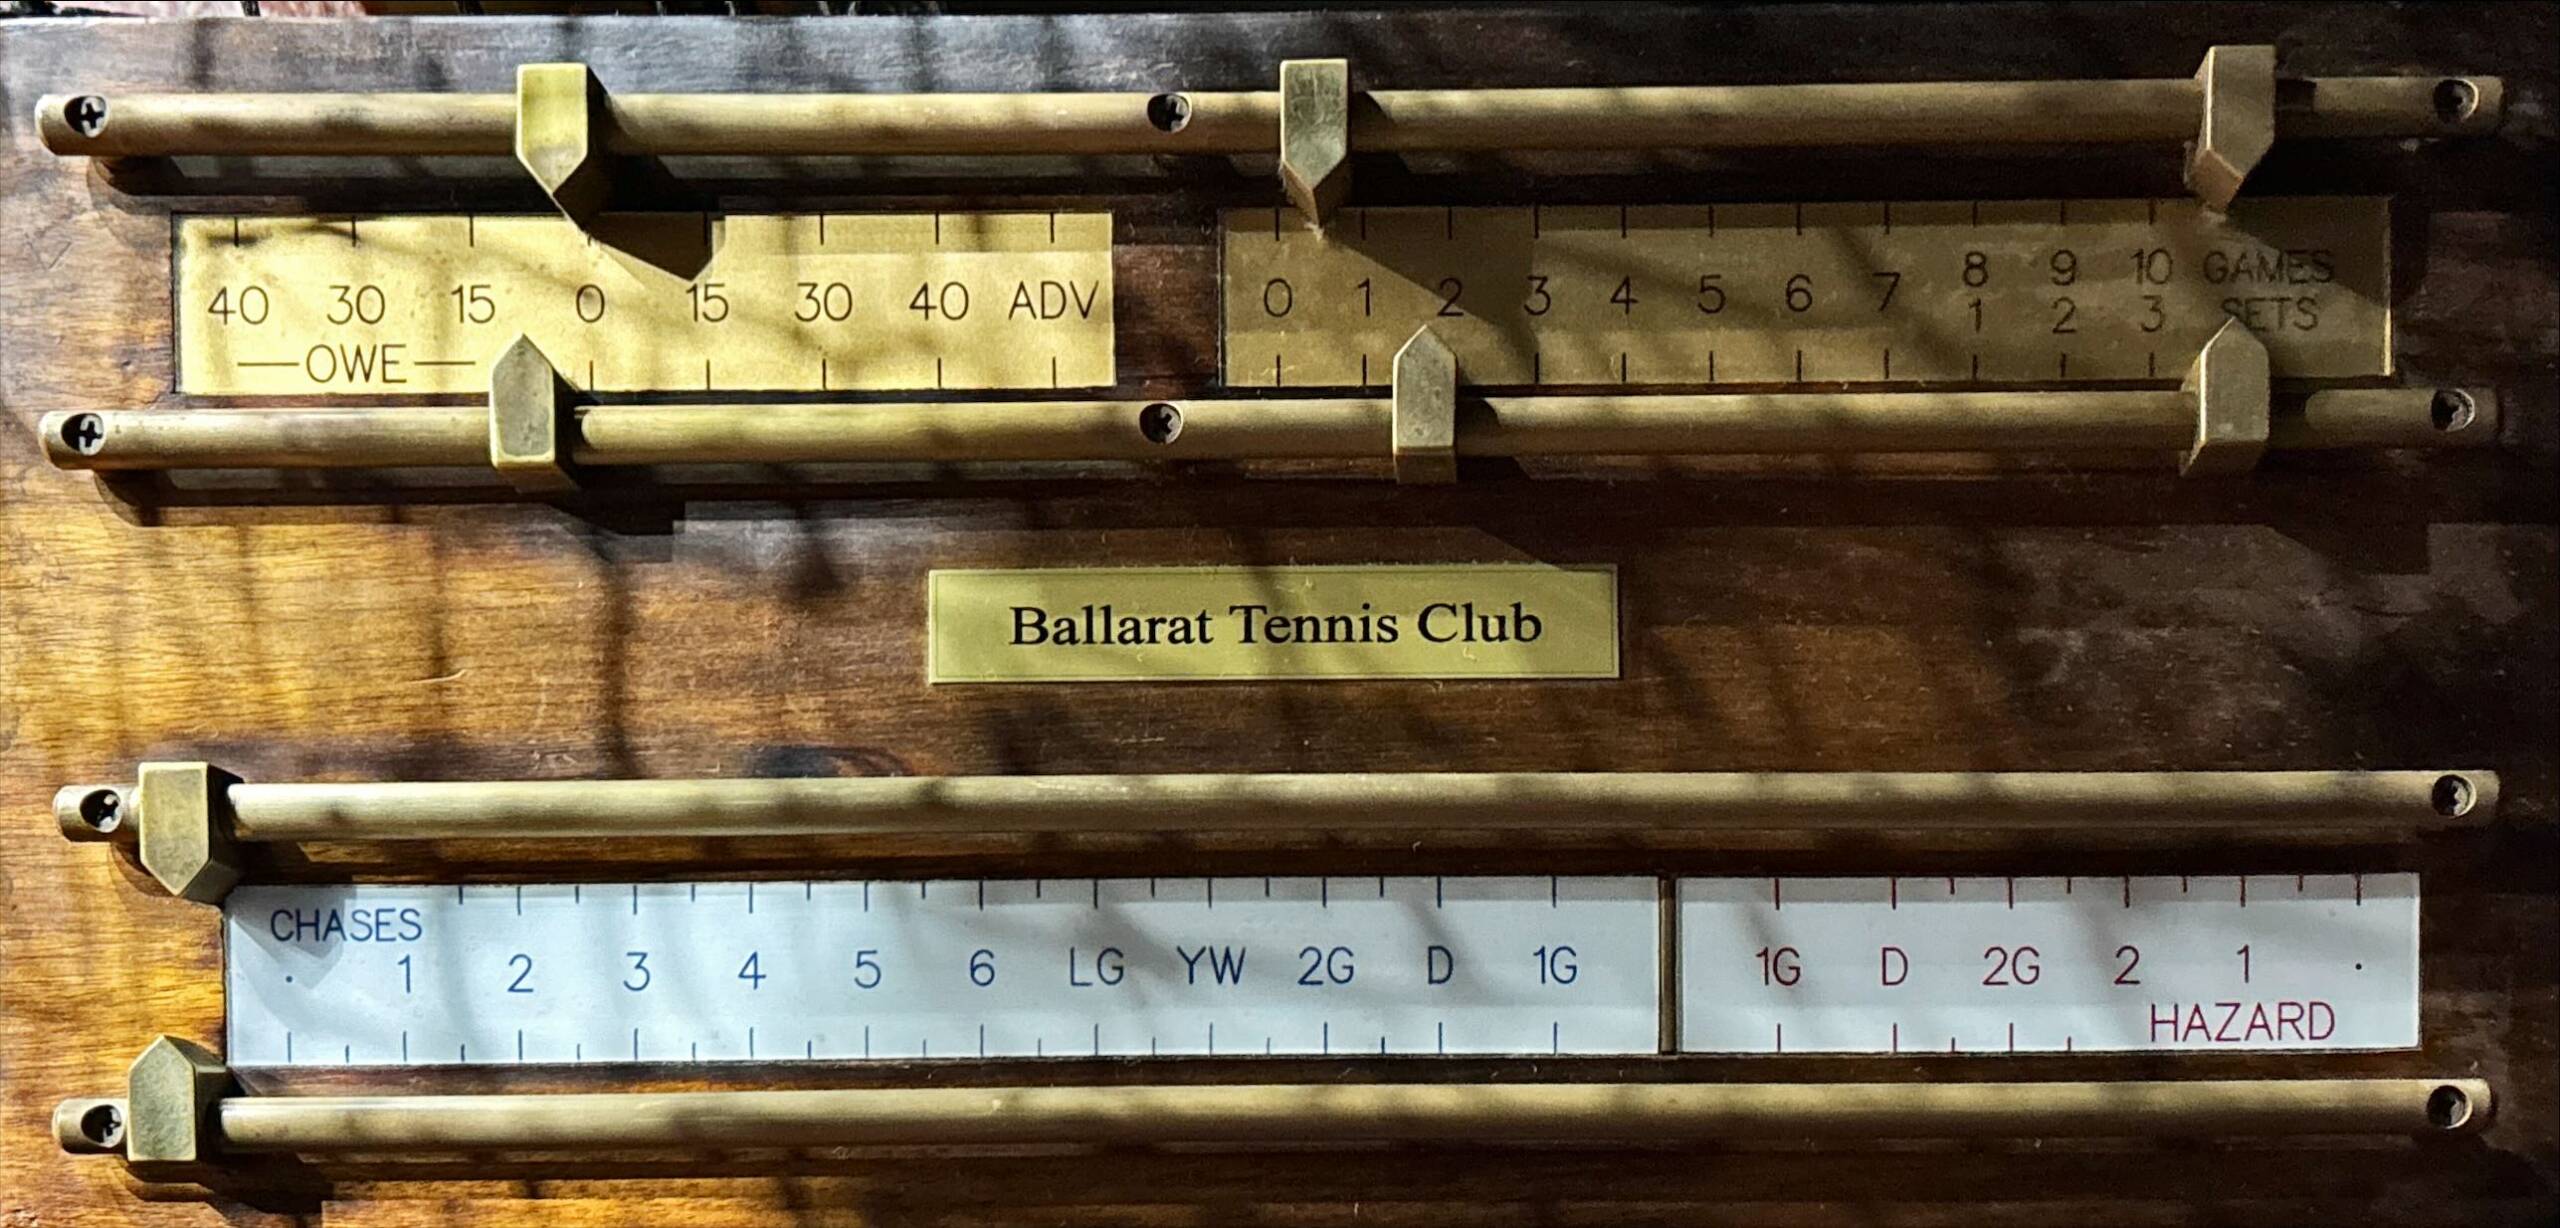 40 30 15 0 15 30 40 ADV
OWE
0 1 2 3 4 5 6 7 8 9 10 GAMES
1 2 3 SETS
Ballarat Tennis Club
CHASES
· 1 2 3 4 5 6 LG YW 2G D 1G
1G D 2G 2 1 ·
HAZARD